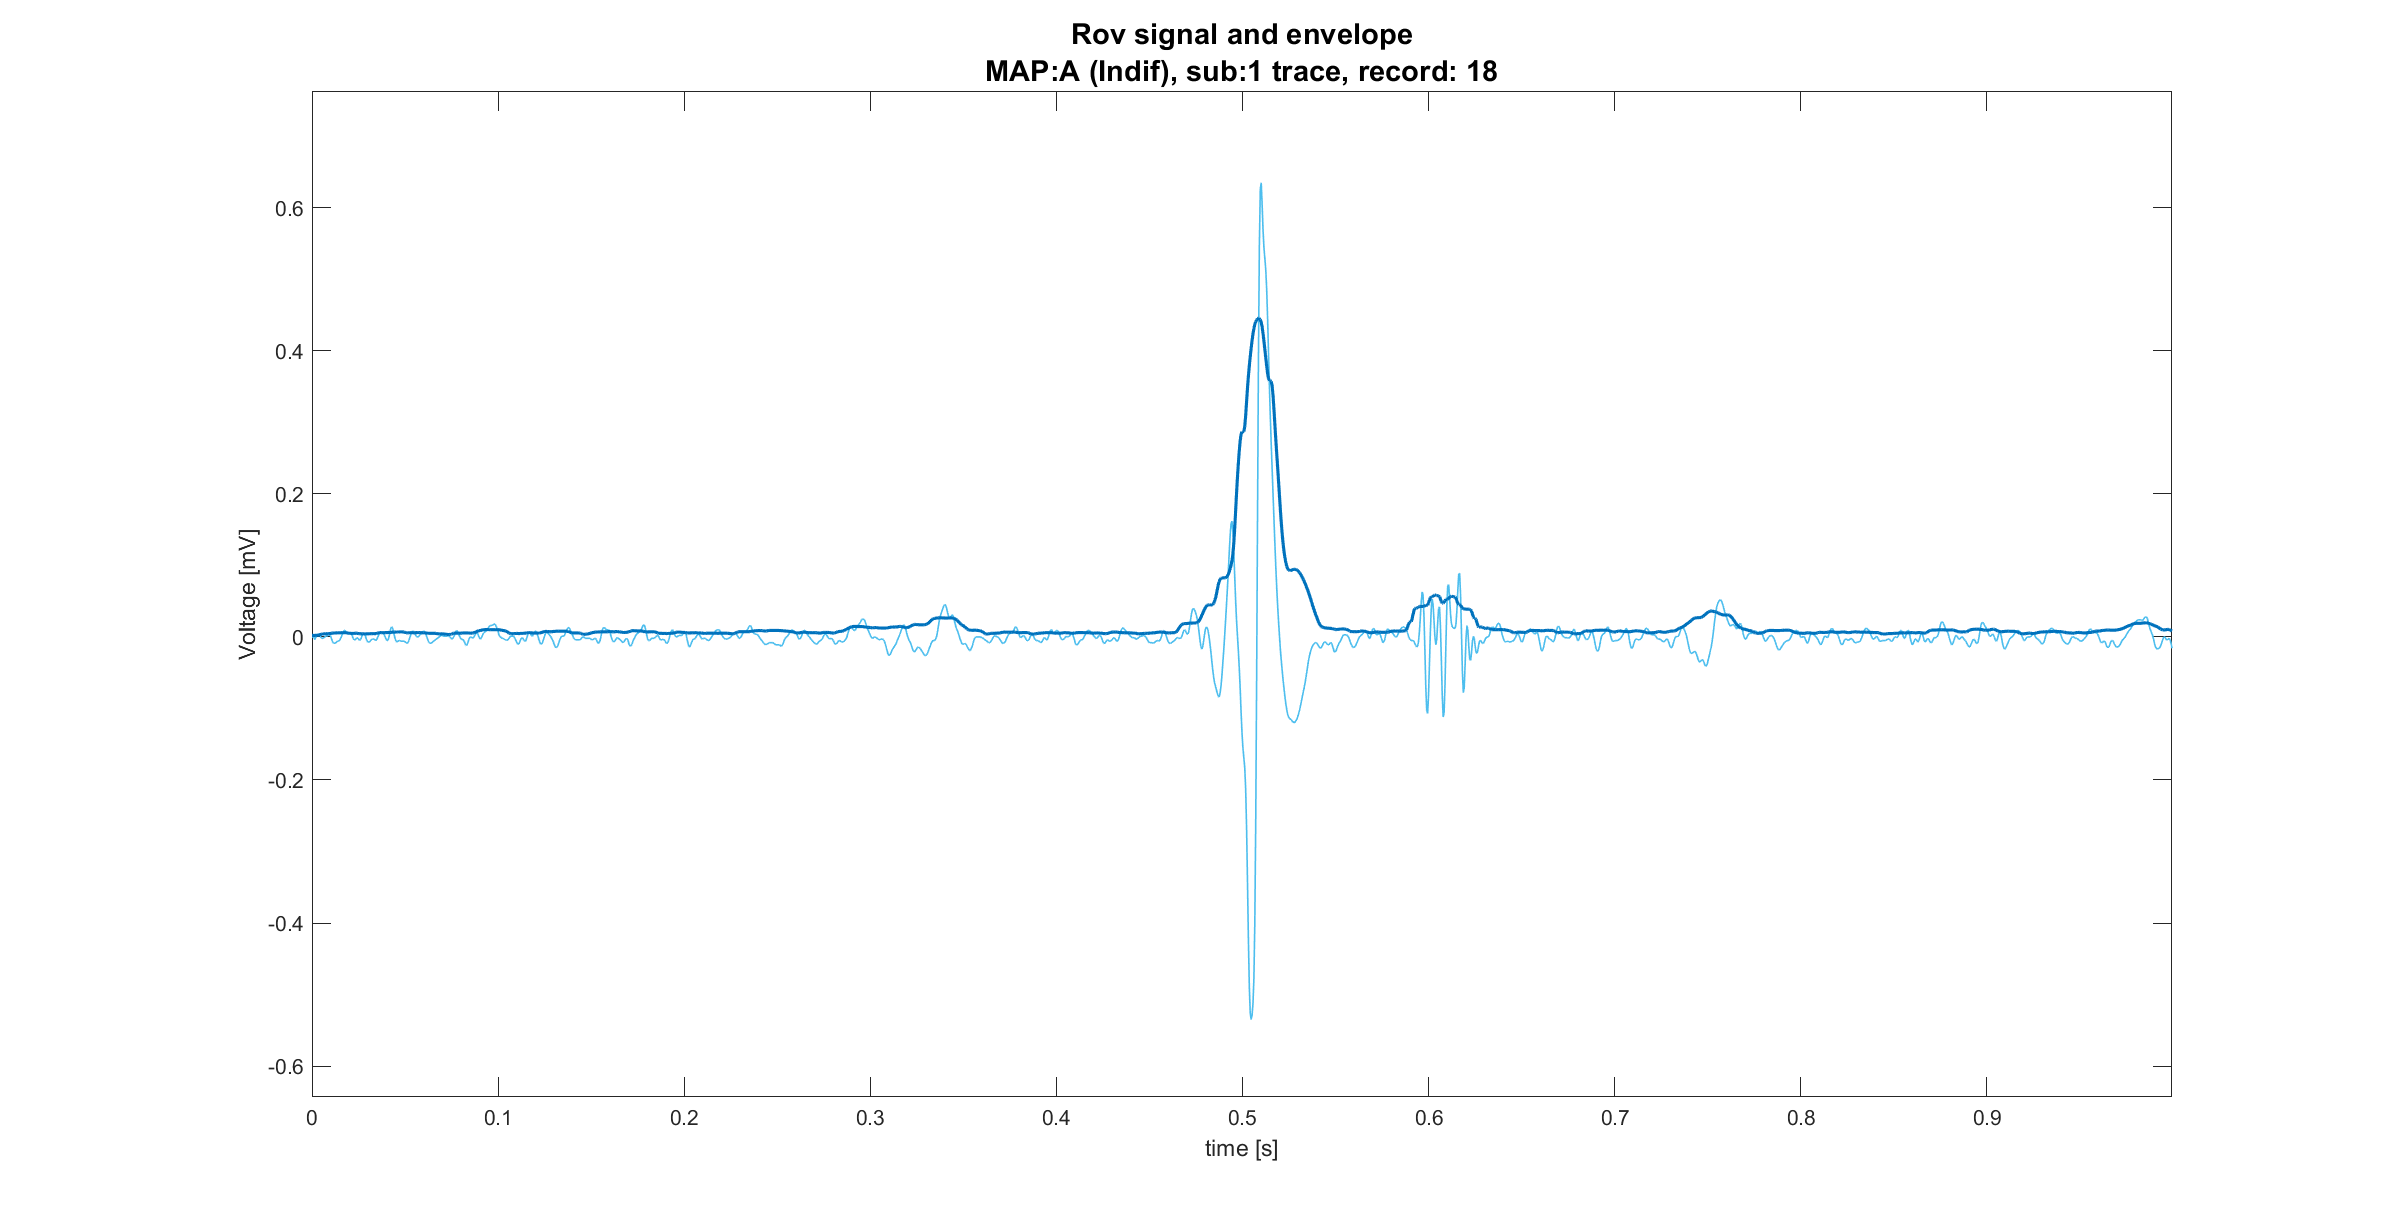 Rov signal and envelope
MAP:A (Indif), sub:1 trace, record: 18
Voltage [mV]
0.6
0.4
0.2
0
-0.2
-0.4
-0.6
0 0.1 0.2 0.3 0.4 0.5 0.6 0.7 0.8 0.9
time [s]